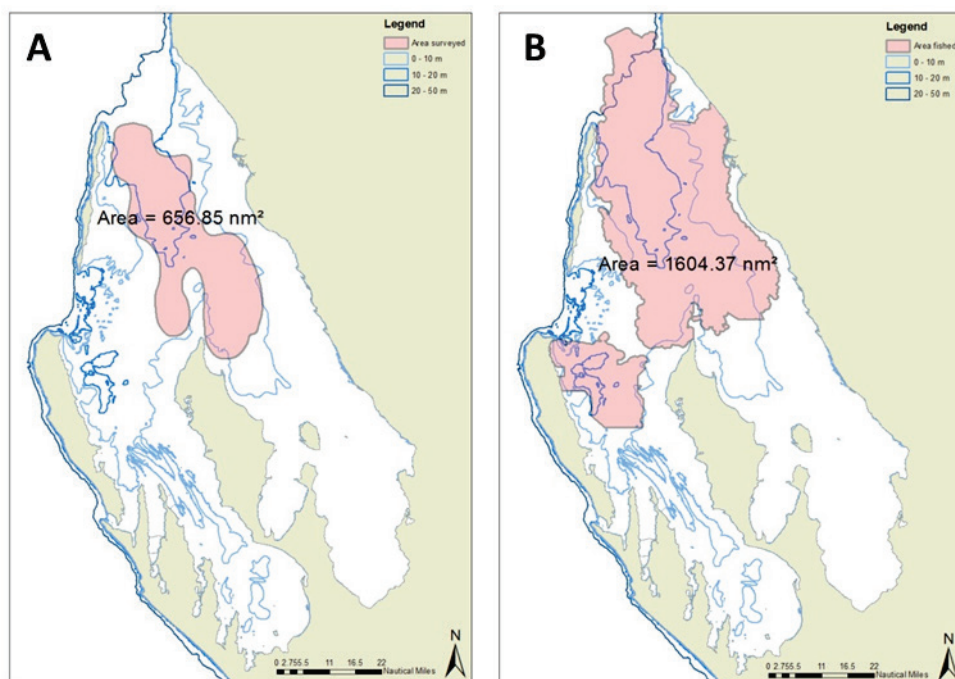 A
Legend
Area surveyed
0 - 10 m
10 - 20 m
20 - 50 m
Area = 656.85 nm²
N
0 2.755.5 11 16.5 22
Nautical Miles
B
Legend
Area fished
0 - 10 m
10 - 20 m
20 - 50 m
Area = 1604.37 nm²
N
0 2.755.5 11 16.5 22
Nautical Miles